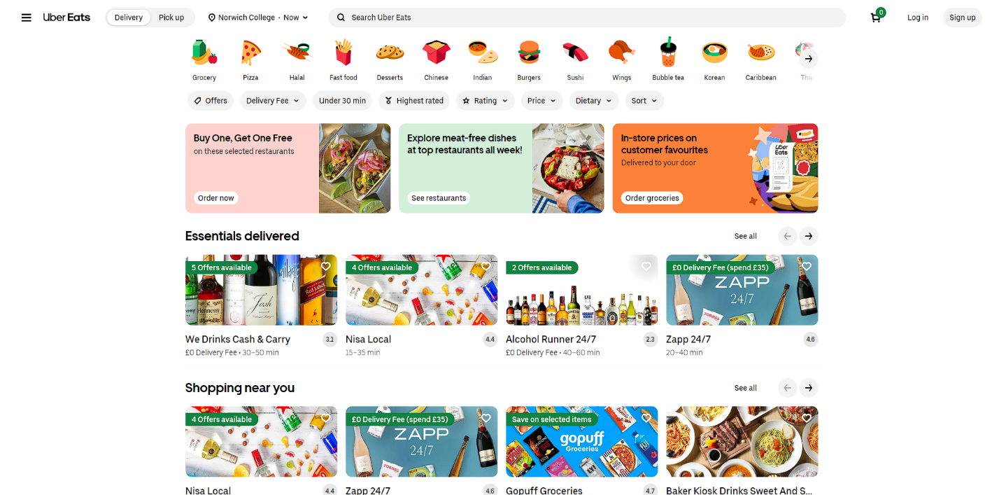 Uber Eats
Delivery
Pick up
Norwich College · Now
Search Uber Eats
0
Log in
Sign up
Grocery
Pizza
Halal
Fast food
Desserts
Chinese
Indian
Burgers
Sushi
Wings
Bubble tea
Korean
Caribbean
Offers
Delivery Fee
Under 30 min
Highest rated
Rating
Price
Dietary
Sort
Buy One, Get One Free
on these selected restaurants
Order now
Explore meat-free dishes
at top restaurants all week!
See restaurants
In-store prices on
customer favourites
Delivered to your door
Order groceries
Uber
Eats
Essentials delivered
See all
5 Offers available
Hennessy
Josh
Red Label
We Drinks Cash & Carry
3.1
£0 Delivery Fee • 30–50 min
4 Offers available
Nisa Local
4.4
15–35 min
2 Offers available
Alcohol Runner 24/7
2.3
£0 Delivery Fee • 40–60 min
£0 Delivery Fee (spend £35)
ZAPP
24/7
TORRES
Zapp 24/7
4.6
20–40 min
Shopping near you
See all
4 Offers available
Nisa Local
4.4
£0 Delivery Fee (spend £35)
ZAPP
24/7
TORRES
Zapp 24/7
4.6
Save on selected items
gopuff
Groceries
FIJI
Gopuff Groceries
4.7
Baker Kiosk Drinks Sweet And S...